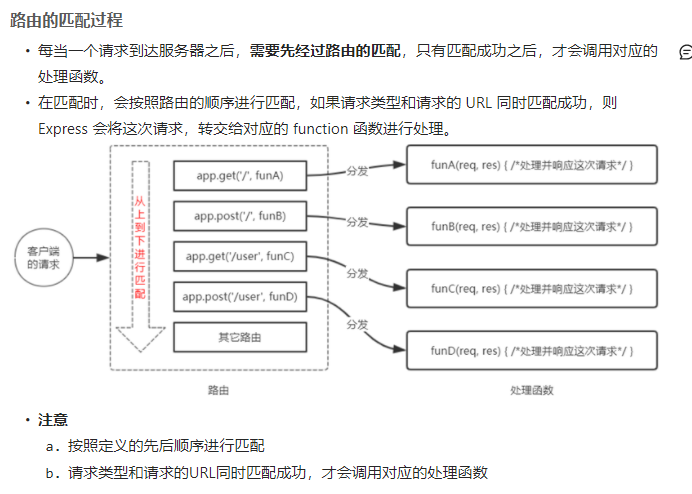 路由的匹配过程
• 每当一个请求到达服务器之后，需要先经过路由的匹配，只有匹配成功之后，才会调用对应的
处理函数。
• 在匹配时，会按照路由的顺序进行匹配，如果请求类型和请求的 URL 同时匹配成功，则
Express 会将这次请求，转交给对应的 function 函数进行处理。
客户端
的请求
从上到下进行匹配
app.get('/', funA)
分发
funA(req, res) { /*处理并响应这次请求*/ }
app.post('/', funB)
分发
funB(req, res) { /*处理并响应这次请求*/ }
app.get('/user', funC)
分发
funC(req, res) { /*处理并响应这次请求*/ }
app.post('/user', funD)
分发
funD(req, res) { /*处理并响应这次请求*/ }
其它路由
路由
处理函数
• 注意
a. 按照定义的先后顺序进行匹配
b. 请求类型和请求的URL同时匹配成功，才会调用对应的处理函数